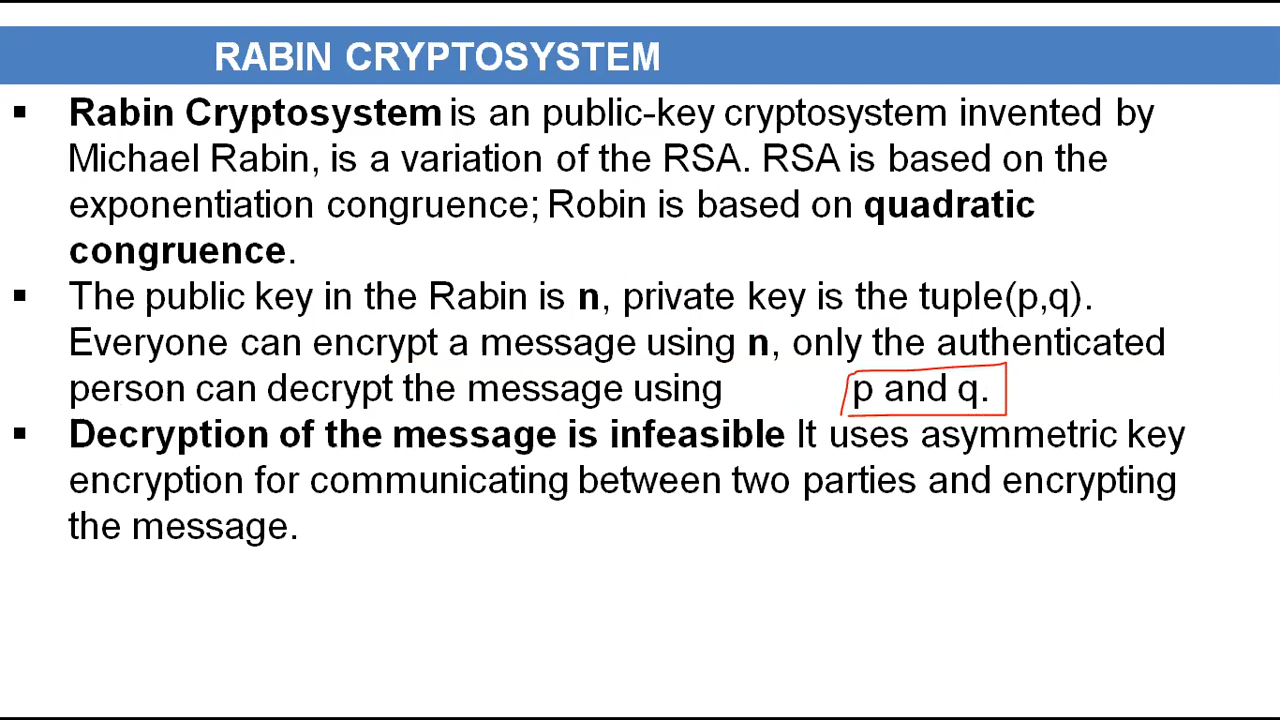 RABIN CRYPTOSYSTEM
▪ Rabin Cryptosystem is an public-key cryptosystem invented by
Michael Rabin, is a variation of the RSA. RSA is based on the
exponentiation congruence; Robin is based on quadratic
congruence.
▪ The public key in the Rabin is n, private key is the tuple(p,q).
Everyone can encrypt a message using n, only the authenticated
person can decrypt the message using p and q.
▪ Decryption of the message is infeasible It uses asymmetric key
encryption for communicating between two parties and encrypting
the message.